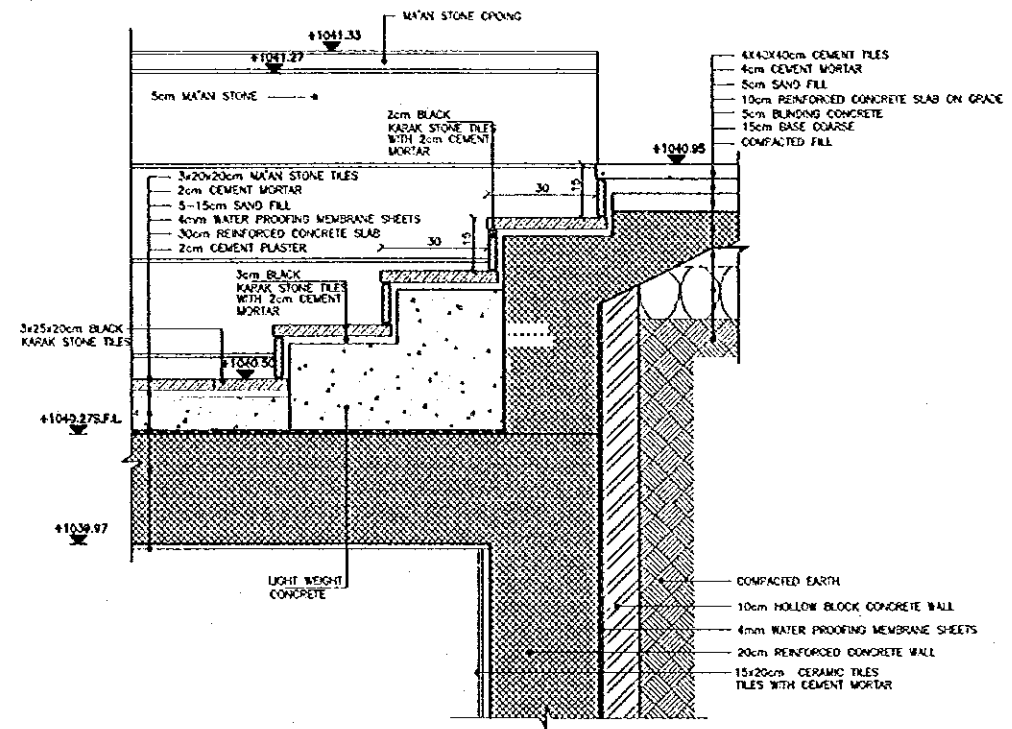 MA'AN STONE CPOING
+1041.33
+1041.27
5cm MA'AN STONE
2cm BLACK
KARAK STONE TILES
WITH 2cm CEMENT
MORTAR
4X40X40cm CEMENT TILES
4cm CEMENT MORTAR
5cm SAND FILL
10cm REINFORCED CONCRETE SLAB ON GRADE
5cm BLINDING CONCRETE
15cm BASE COARSE
COMPACTED FILL
+1040.95
3x20x20cm MA'AN STONE TILES
2cm CEMENT MORTAR
5-15cm SAND FILL
4mm WATER PROOFING MEMBRANE SHEETS
30cm REINFORCED CONCRETE SLAB
2cm CEMENT PLASTER
30
15
30
15
3cm BLACK
KARAK STONE TILES
WITH 2cm CEMENT
MORTAR
3x25x20cm BLACK
KARAK STONE TILES
+1040.50
+1040.27S.F.L.
+1039.97
LIGHT WEIGHT
CONCRETE
COMPACTED EARTH
10cm HOLLOW BLOCK CONCRETE WALL
4mm WATER PROOFING MEMBRANE SHEETS
20cm REINFORCED CONCRETE WALL
15x20cm CERAMIC TILES
TILES WITH CEMENT MORTAR